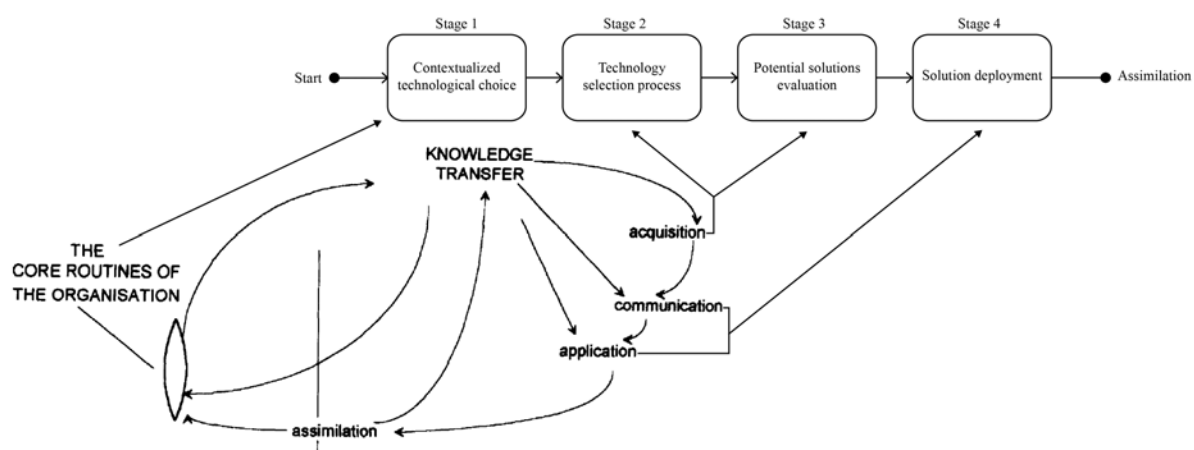 Stage 1
Stage 2
Stage 3
Stage 4
Start
Contextualized
technological choice
Technology
selection process
Potential solutions
evaluation
Solution deployment
Assimilation
KNOWLEDGE
TRANSFER
acquisition
THE
CORE ROUTINES OF
THE ORGANISATION
communication
application
assimilation